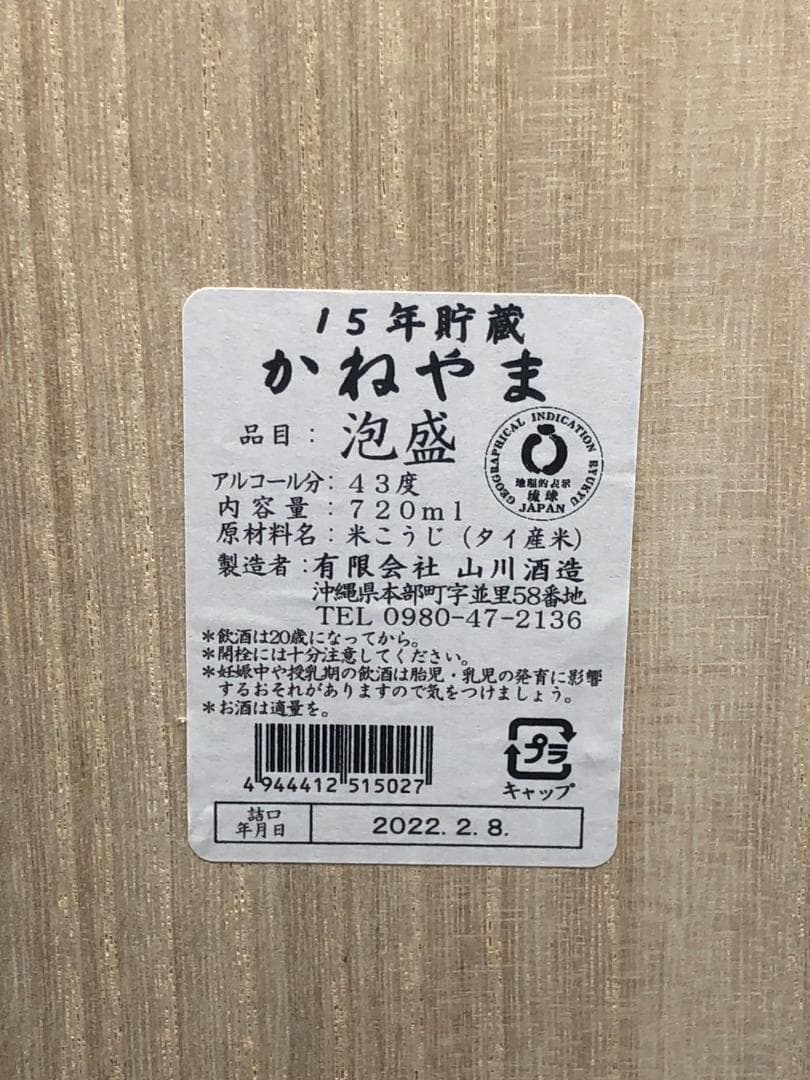 15年貯蔵
かねやま
品目：泡盛
GEOGRAPHICAL INDICATION RYUKYU
地理的表示
琉球
JAPAN
アルコール分：４３度
内容量：７２０ml
原材料名：米こうじ（タイ産米）
製造者：有限会社 山川酒造
沖縄県本部町字並里58番地
TEL 0980-47-2136
＊飲酒は20歳になってから。
＊開栓には十分注意してください。
＊妊娠中や授乳期の飲酒は胎児・乳児の発育に影響
するおそれがありますので気をつけましょう。
＊お酒は適量を。
4944412515027
プラ
キャップ
詰口
年月日
2022. 2. 8.